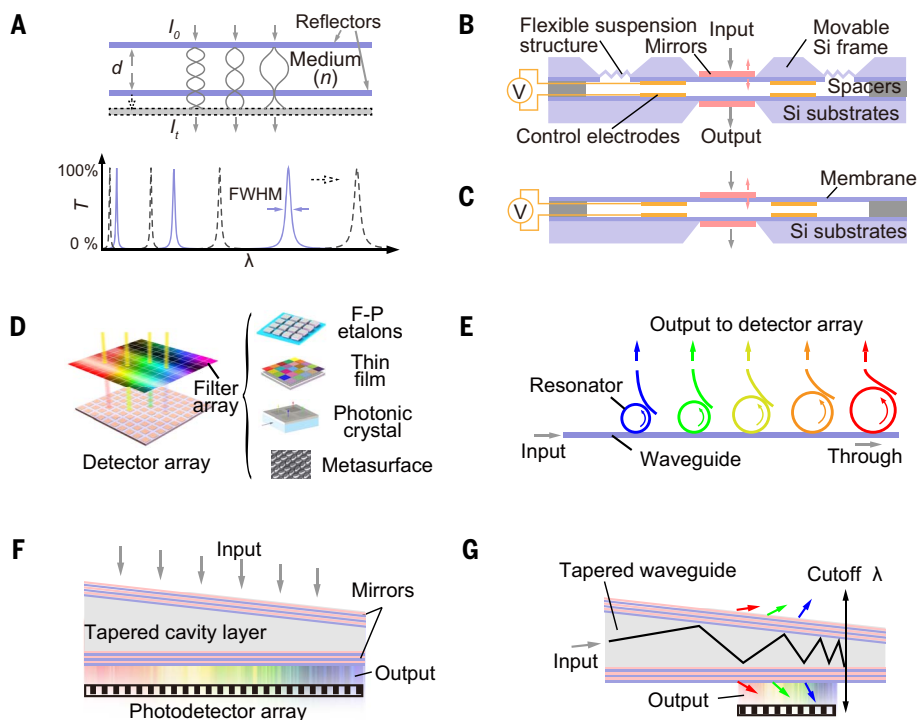 A
I0
Reflectors
d
Medium
(n)
It
100%
T
FWHM
0 %
λ
B
Flexible suspension
structure
Input
Mirrors
Movable
Si frame
V
Spacers
Si substrates
Control electrodes
Output
C
Membrane
V
Si substrates
D
Filter
array
Detector array
F-P
etalons
Thin
film
Photonic
crystal
Metasurface
E
Output to detector array
Resonator
Input
Waveguide
Through
F
Input
Mirrors
Tapered cavity layer
Output
Photodetector array
G
Cutoff λ
Tapered waveguide
Input
Output